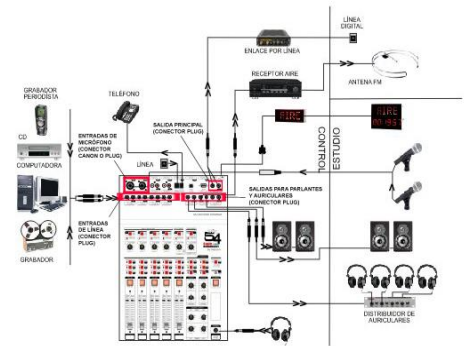 GRABADOR
PERIODISTA
CD
COMPUTADORA
GRABADOR
TELÉFONO
ENTRADAS DE
MICRÓFONO
(CONECTOR
CANON O PLUG)
LÍNEA
ENTRADAS
DE LÍNEA
(CONECTOR
PLUG)
SALIDA PRINCIPAL
(CONECTOR PLUG)
ENLACE POR LÍNEA
LÍNEA
DIGITAL
RECEPTOR AIRE
ANTENA FM
AIRE
AIRE
CONTROL
ESTUDIO
SALIDAS PARA PARLANTES
Y AURICULARES
(CONECTOR PLUG)
DISTRIBUIDOR DE
AURICULARES